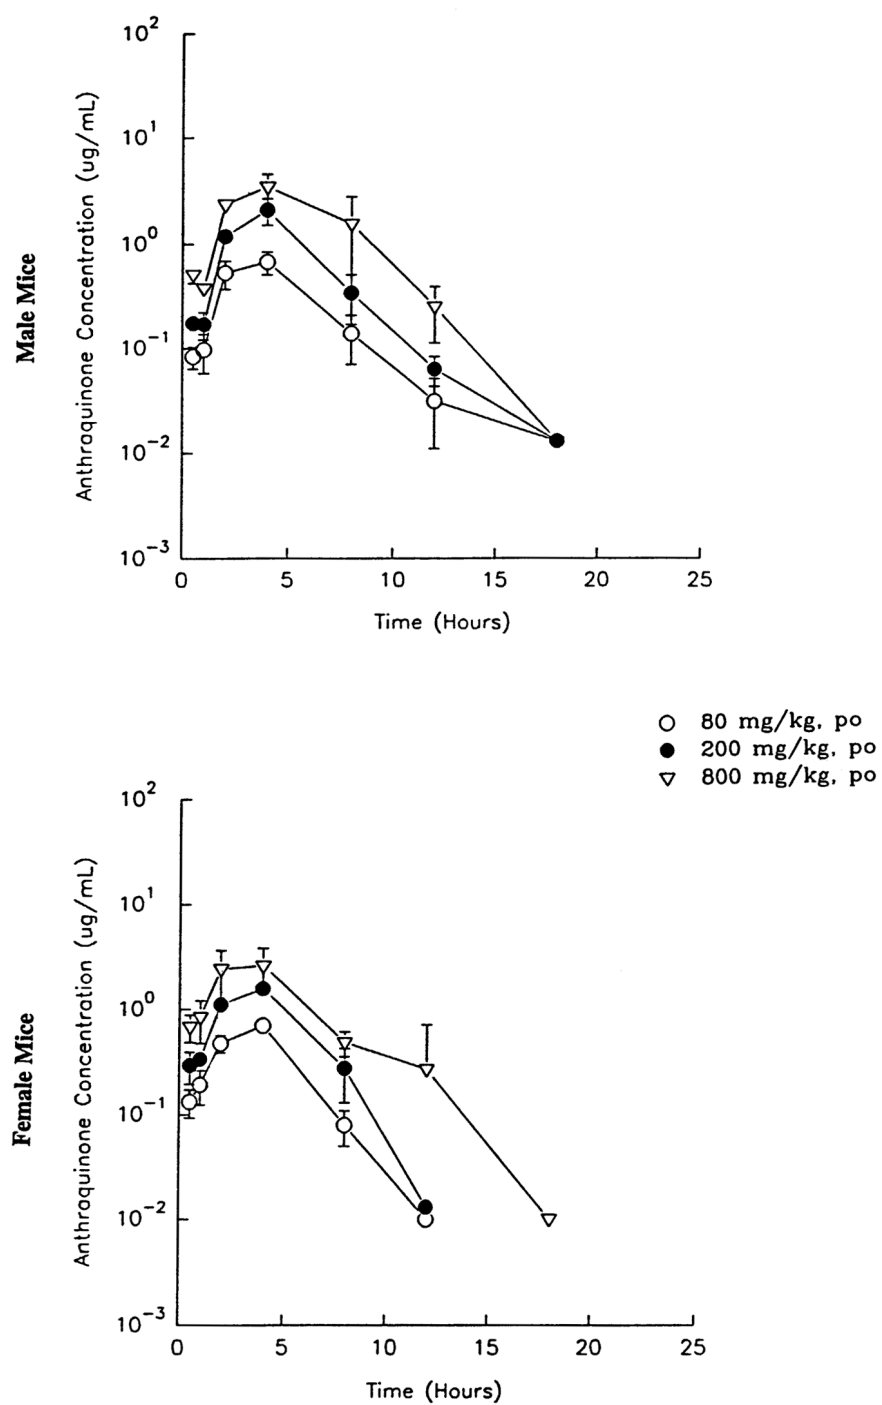 Male Mice
Anthraquinone Concentration (ug/mL)
10²
10¹
10⁰
10⁻¹
10⁻²
10⁻³
0 5 10 15 20 25
Time (Hours)
80 mg/kg, po
200 mg/kg, po
800 mg/kg, po
Female Mice
Anthraquinone Concentration (ug/mL)
10²
10¹
10⁰
10⁻¹
10⁻²
10⁻³
0 5 10 15 20 25
Time (Hours)